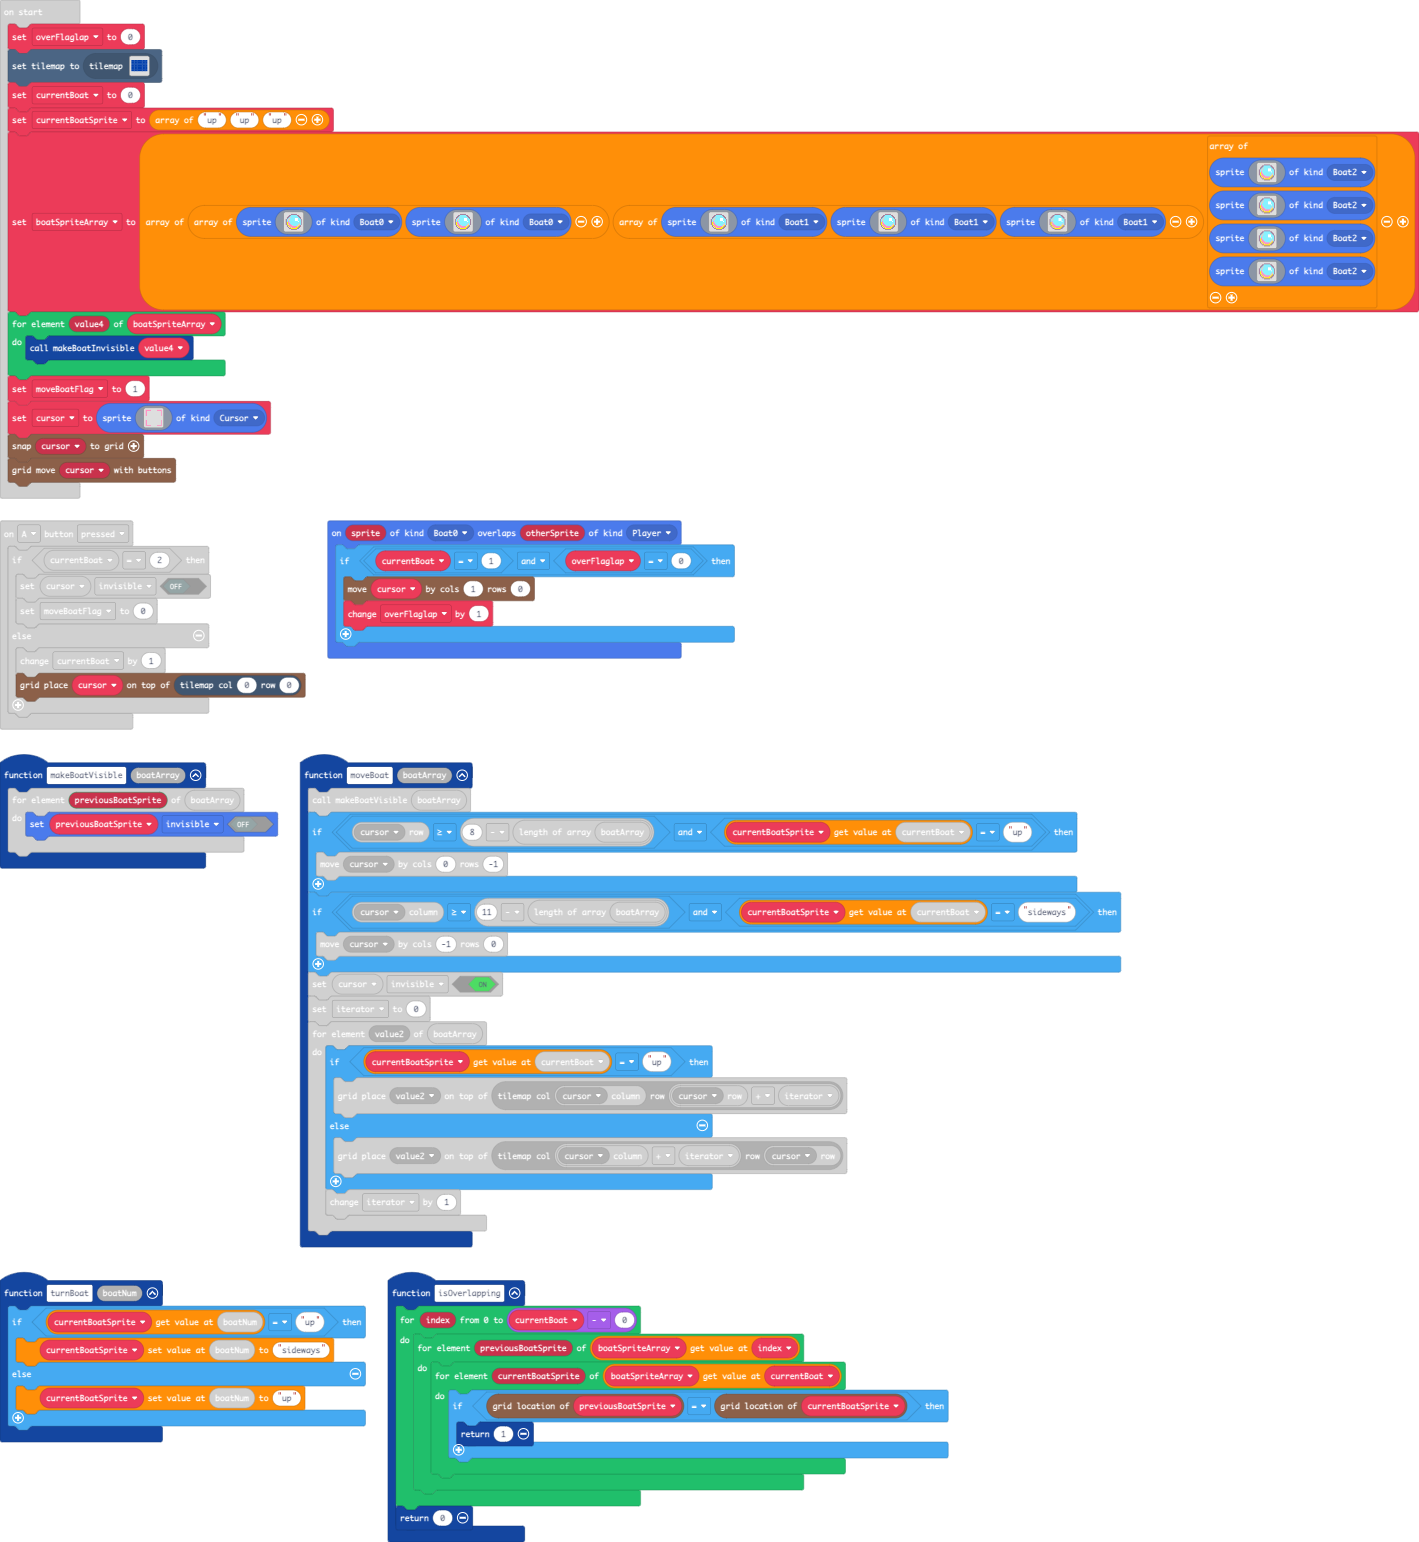 on start
set overFlaglap to 0
set tilemap to tilemap
set currentBoat to 0
set currentBoatSprite to array of "up" "up" "up"
set boatSpriteArray to array of array of sprite of kind Boat0 sprite of kind Boat0 array of sprite of kind Boat1 sprite of kind Boat1 sprite of kind Boat1 array of
sprite of kind Boat2
sprite of kind Boat2
sprite of kind Boat2
sprite of kind Boat2
for element value4 of boatSpriteArray
do call makeBoatInvisible value4
set moveBoatFlag to 1
set cursor to sprite of kind Cursor
snap cursor to grid
grid move cursor with buttons
on A button pressed
if currentBoat = 2 then
set cursor invisible OFF
set moveBoatFlag to 0
else
change currentBoat by 1
grid place cursor on top of tilemap col 0 row 0
on sprite of kind Boat0 overlaps otherSprite of kind Player
if currentBoat = 1 and overFlaglap = 0 then
move cursor by cols 1 rows 0
change overFlaglap by 1
function makeBoatVisible boatArray
for element previousBoatSprite of boatArray
do set previousBoatSprite invisible OFF
function moveBoat boatArray
call makeBoatVisible boatArray
if cursor row ≥ 8 - length of array boatArray and currentBoatSprite get value at currentBoat = "up" then
move cursor by cols 0 rows -1
if cursor column ≥ 11 - length of array boatArray and currentBoatSprite get value at currentBoat = "sideways" then
move cursor by cols -1 rows 0
set cursor invisible ON
set iterator to 0
for element value2 of boatArray
do if currentBoatSprite get value at currentBoat = "up" then
grid place value2 on top of tilemap col cursor column row cursor row + iterator
else
grid place value2 on top of tilemap col cursor column + iterator row cursor row
change iterator by 1
function turnBoat boatNum
if currentBoatSprite get value at boatNum = "up" then
currentBoatSprite set value at boatNum to "sideways"
else
currentBoatSprite set value at boatNum to "up"
function isOverlapping
for index from 0 to currentBoat - 0
do for element previousBoatSprite of boatSpriteArray get value at index
do for element currentBoatSprite of boatSpriteArray get value at currentBoat
do if grid location of previousBoatSprite = grid location of currentBoatSprite then
return 1
return 0